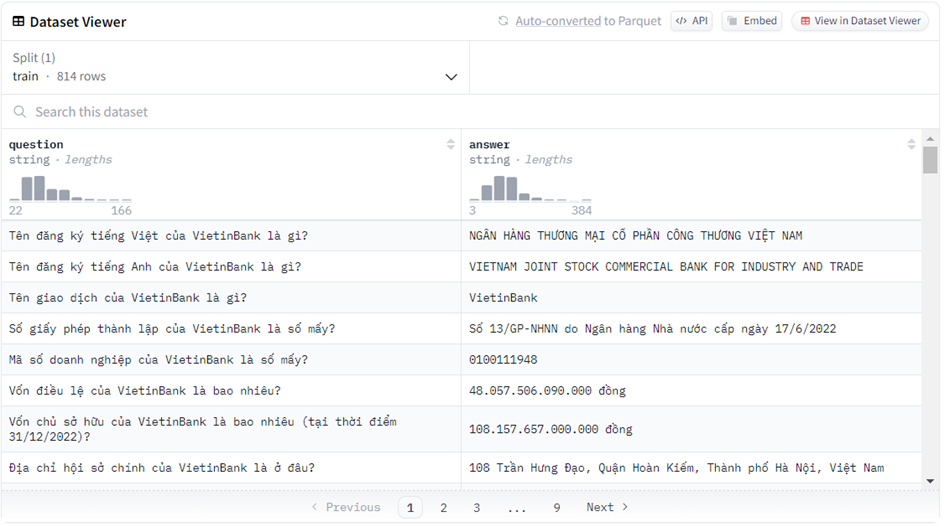 Dataset Viewer
Auto-converted to Parquet
API
Embed
View in Dataset Viewer
Split (1)
train · 814 rows
Search this dataset
question
string · lengths
22 166
answer
string · lengths
3 384
Tên đăng ký tiếng Việt của VietinBank là gì?
NGÂN HÀNG THƯƠNG MẠI CỔ PHẦN CÔNG THƯƠNG VIỆT NAM
Tên đăng ký tiếng Anh của VietinBank là gì?
VIETNAM JOINT STOCK COMMERCIAL BANK FOR INDUSTRY AND TRADE
Tên giao dịch của VietinBank là gì?
VietinBank
Số giấy phép thành lập của VietinBank là số mấy?
Số 13/GP-NHNN do Ngân hàng Nhà nước cấp ngày 17/6/2022
Mã số doanh nghiệp của VietinBank là số mấy?
0100111948
Vốn điều lệ của VietinBank là bao nhiêu?
48.057.506.090.000 đồng
Vốn chủ sở hữu của VietinBank là bao nhiêu (tại thời điểm
31/12/2022)?
108.157.657.000.000 đồng
Địa chỉ hội sở chính của VietinBank là ở đâu?
108 Trần Hưng Đạo, Quận Hoàn Kiếm, Thành phố Hà Nội, Việt Nam
< Previous 1 2 3 ... 9 Next >